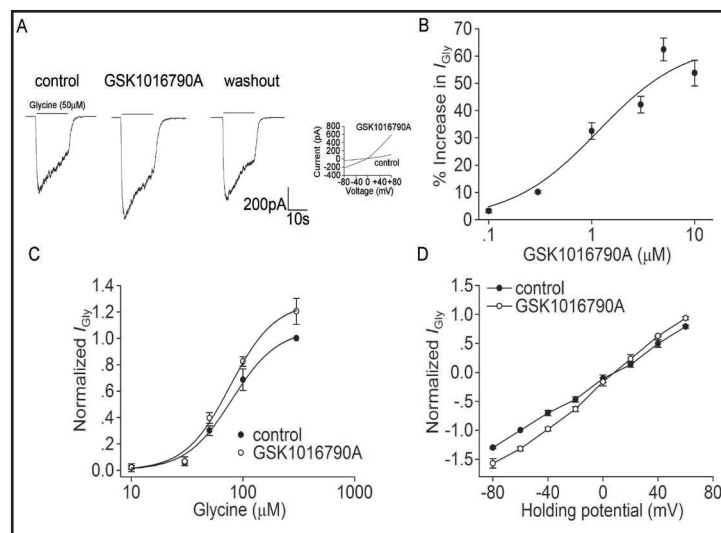 A
control
GSK1016790A
washout
Glycine (50μM)
200pA
10s
Current (pA)
800
600
400
200
0
-200
-400
GSK1016790A
control
-80 -40 0 +40 +80
Voltage (mV)
B
% Increase in IGly
70
60
50
40
30
20
10
0
.1 1 10
GSK1016790A (μM)
C
Normalized IGly
1.4
1.2
1.0
.8
.6
.4
.2
0.0
control
GSK1016790A
10 100 1000
Glycine (μM)
D
Normalized IGly
1.5
1.0
.5
0.0
-.5
-1.0
-1.5
control
GSK1016790A
-80 -40 0 40 80
Holding potential (mV)